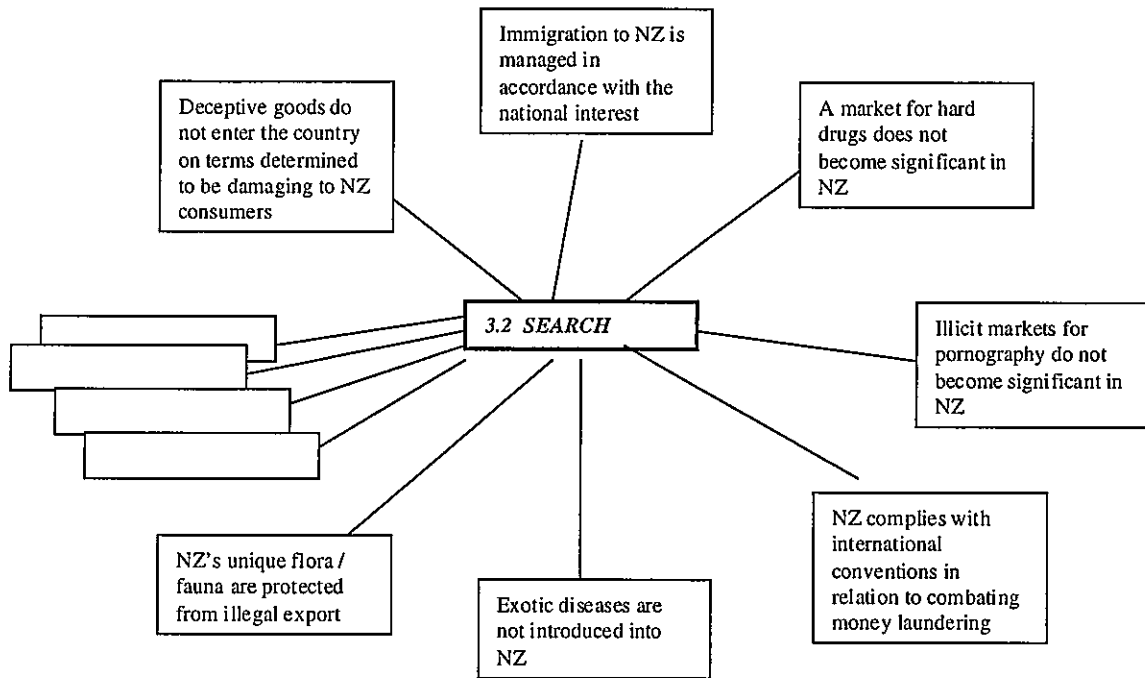 Immigration to NZ is
managed in
accordance with the
national interest
Deceptive goods do
not enter the country
on terms determined
to be damaging to NZ
consumers
A market for hard
drugs does not
become significant in
NZ
3.2 SEARCH
Illicit markets for
pornography do not
become significant in
NZ
NZ's unique flora /
fauna are protected
from illegal export
Exotic diseases are
not introduced into
NZ
NZ complies with
international
conventions in
relation to combating
money laundering